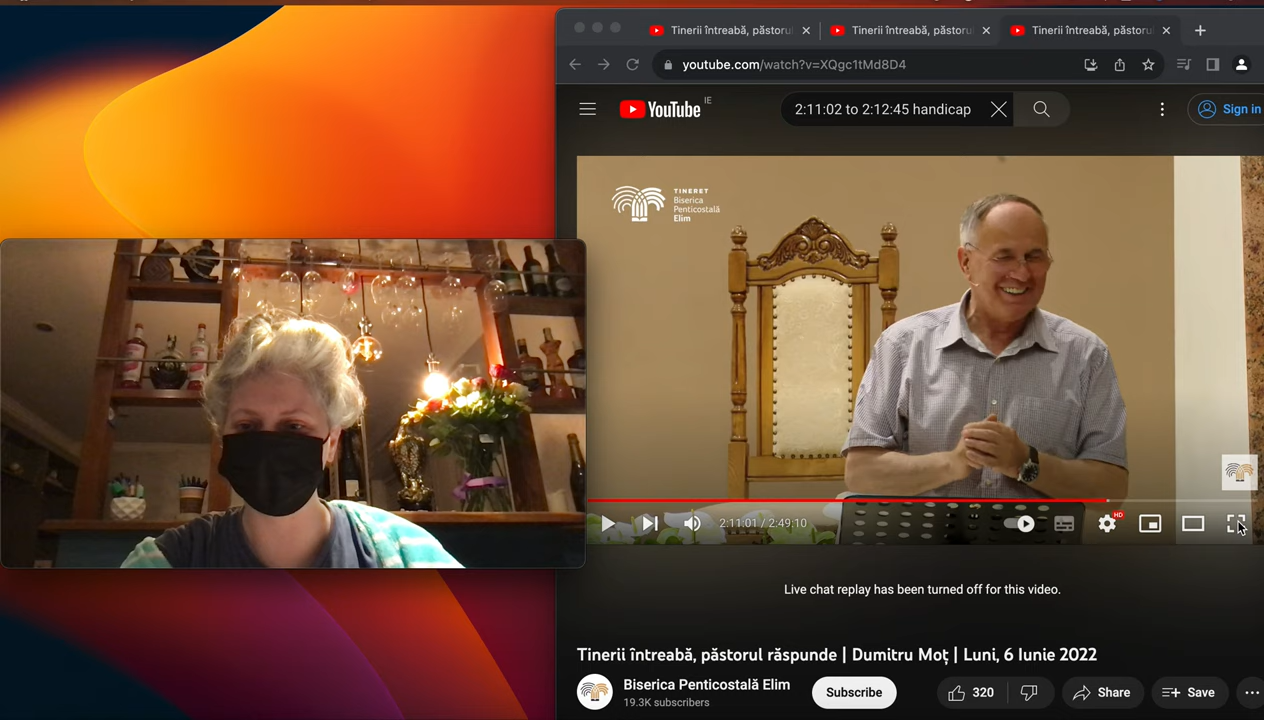 Tinerii întreabă, păstorul
Tinerii întreabă, păstorul
Tinerii întreabă, păstorul
youtube.com/watch?v=XQgc1tMd8D4
YouTube IE
2:11:02 to 2:12:45 handicap
Sign in
TINERET
Biserica
Penticostală
Elim
2:11:01 / 2:49:10
HD
Live chat replay has been turned off for this video.
Tinerii întreabă, păstorul răspunde | Dumitru Moț | Luni, 6 Iunie 2022
Biserica Penticostală Elim
19.3K subscribers
Subscribe
320
Share
Save